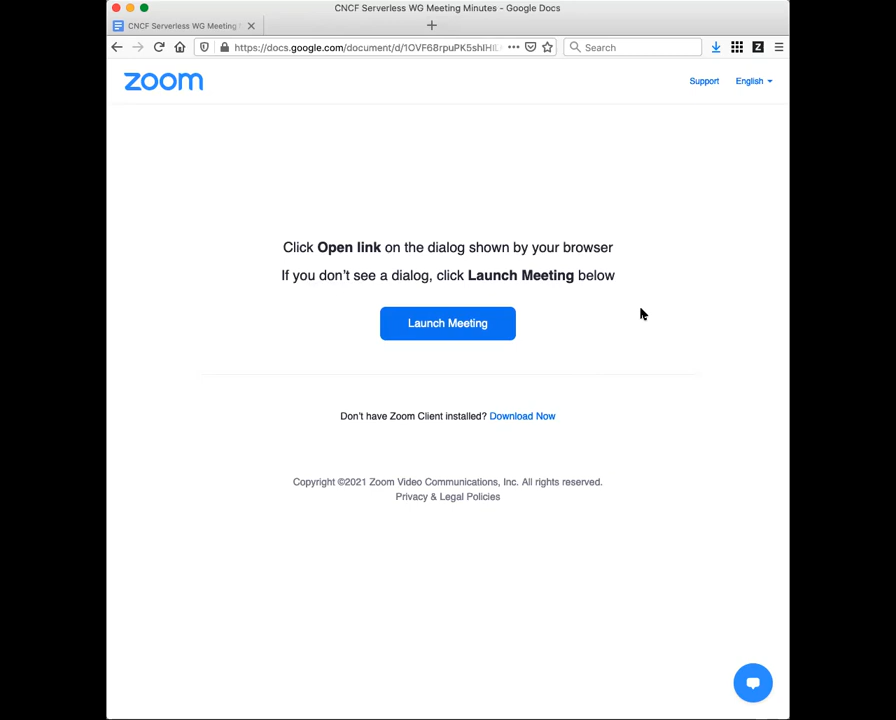 CNCF Serverless WG Meeting Minutes - Google Docs
CNCF Serverless WG Meeting
https://docs.google.com/document/d/1OVF68rpuPK5shIHIL
Search
zoom
Support
English
Click Open link on the dialog shown by your browser
If you don't see a dialog, click Launch Meeting below
Launch Meeting
Don't have Zoom Client installed? Download Now
Copyright ©2021 Zoom Video Communications, Inc. All rights reserved.
Privacy & Legal Policies